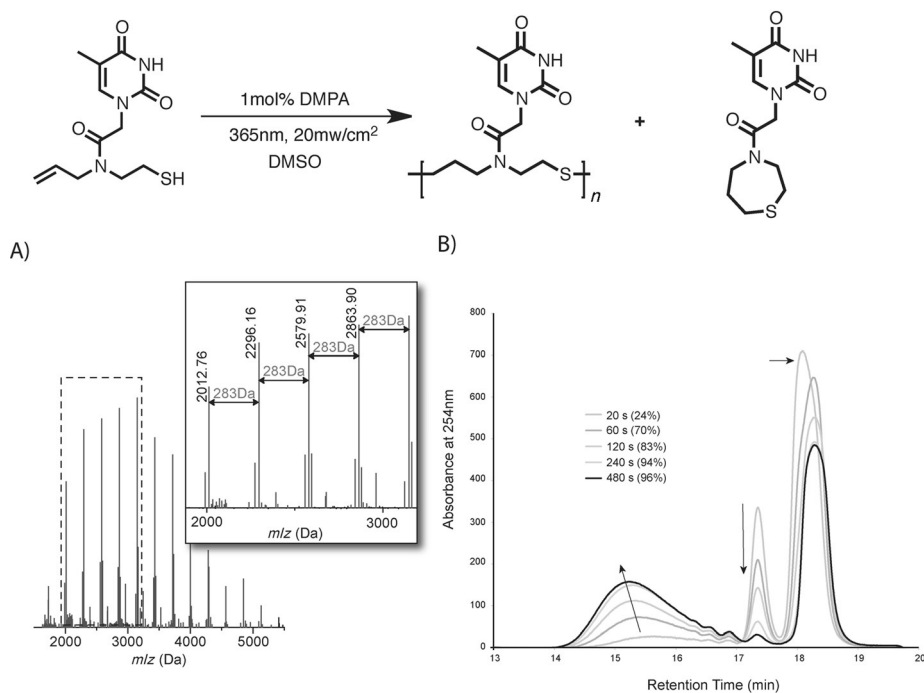 O
NH
N
O
O
N
SH
1mol% DMPA
365nm, 20mw/cm2
DMSO
O
NH
N
O
O
N
S
n
+
O
NH
N
O
O
N
S
A)
2012.76
2296.16
2579.91
2863.90
283Da
283Da
283Da
283Da
2000
3000
m/z (Da)
2000
3000
4000
5000
m/z (Da)
B)
Absorbance at 254nm
800
700
600
500
400
300
200
100
0
20 s (24%)
60 s (70%)
120 s (83%)
240 s (94%)
480 s (96%)
13
14
15
16
17
18
19
20
Retention Time (min)